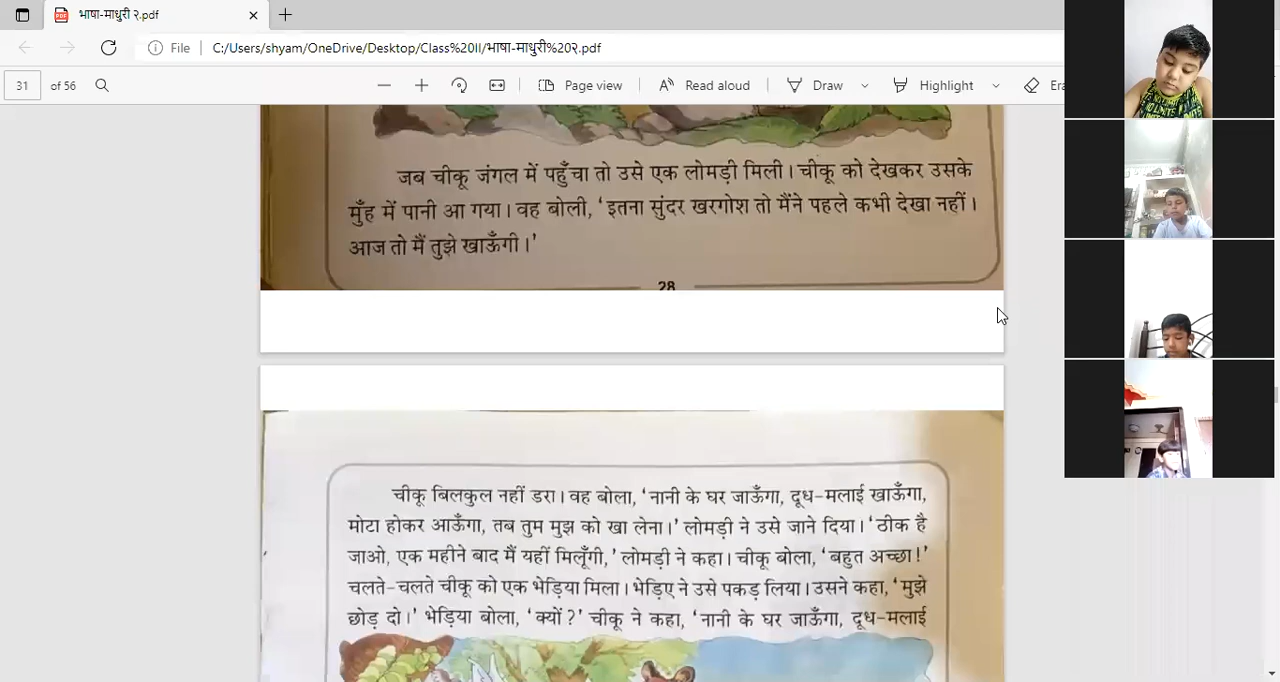 भाषा-माधुरी २.pdf
File
C:/Users/shyam/OneDrive/Desktop/Class%20II/भाषा-माधुरी%20२.pdf
31 of 56
Page view
Read aloud
Draw
Highlight
Era
जब चीकू जंगल में पहुँचा तो उसे एक लोमड़ी मिली। चीकू को देखकर उसके
मुँह में पानी आ गया। वह बोली, ‘इतना सुंदर खरगोश तो मैंने पहले कभी देखा नहीं।
आज तो मैं तुझे खाऊँगी।’
28
चीकू बिलकुल नहीं डरा। वह बोला, ‘नानी के घर जाऊँगा, दूध-मलाई खाऊँगा,
मोटा होकर आऊँगा, तब तुम मुझ को खा लेना।’ लोमड़ी ने उसे जाने दिया। ‘ठीक है
जाओ, एक महीने बाद मैं यहीं मिलूँगी,’ लोमड़ी ने कहा। चीकू बोला, ‘बहुत अच्छा!’
चलते-चलते चीकू को एक भेड़िया मिला। भेड़िए ने उसे पकड़ लिया। उसने कहा, ‘मुझे
छोड़ दो।’ भेड़िया बोला, ‘क्यों?’ चीकू ने कहा, ‘नानी के घर जाऊँगा, दूध-मलाई